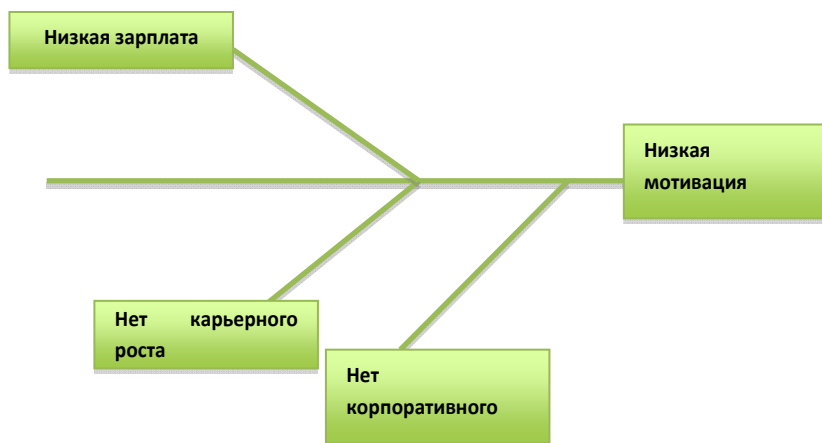 Низкая зарплата
Низкая
мотивация
Нет карьерного
роста
Нет
корпоративного